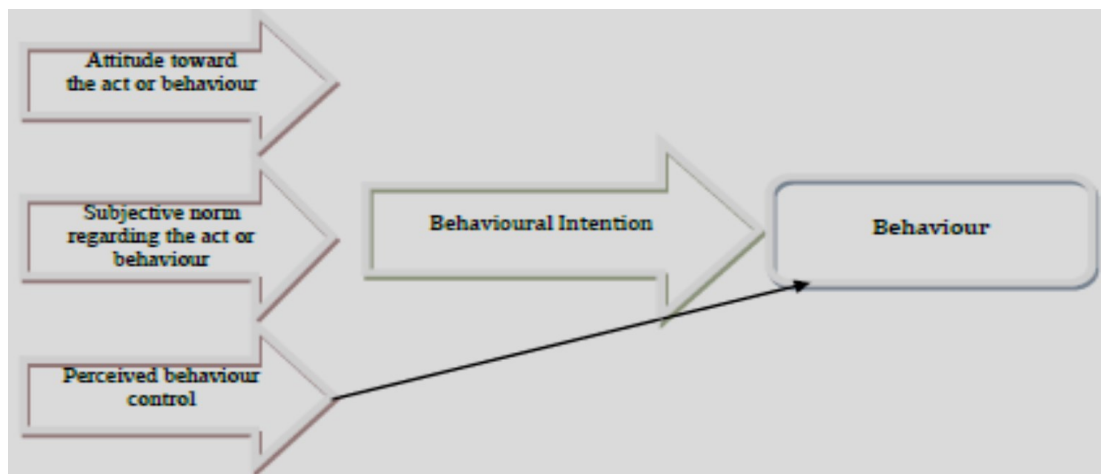 Attitude toward
the act or behaviour
Subjective norm
regarding the act or
behaviour
Behavioural Intention
Behaviour
Perceived behaviour
control